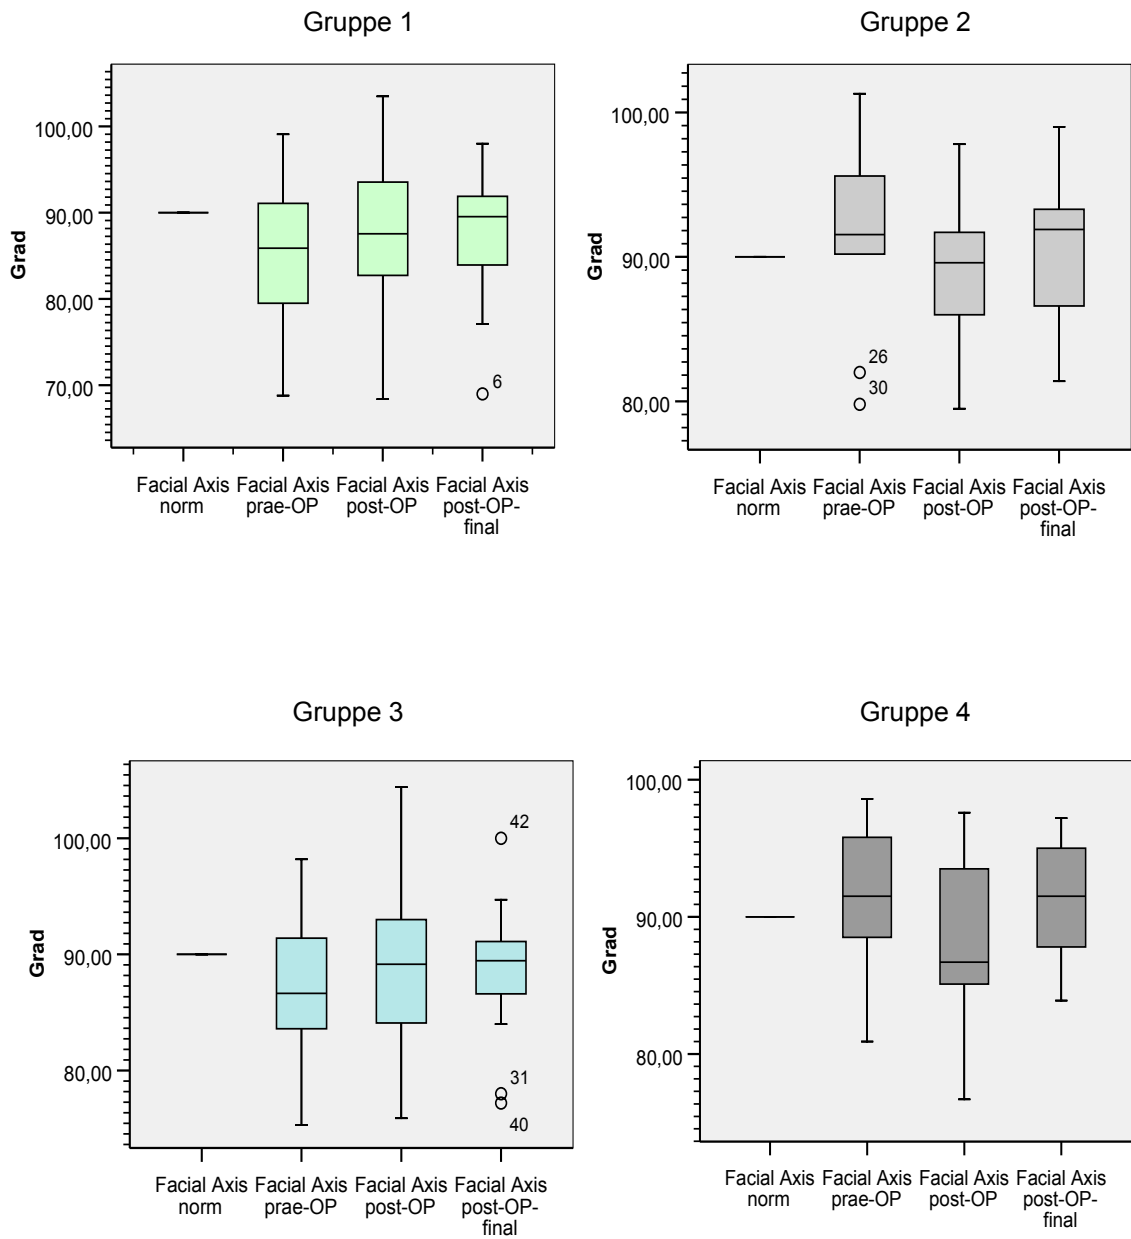 Gruppe 1
100,00
90,00
80,00
70,00
Grad
6
Facial Axis norm
Facial Axis prae-OP
Facial Axis post-OP
Facial Axis post-OP-final
Gruppe 2
100,00
90,00
80,00
Grad
26
30
Facial Axis norm
Facial Axis prae-OP
Facial Axis post-OP
Facial Axis post-OP-final
Gruppe 3
100,00
90,00
80,00
Grad
42
31
40
Facial Axis norm
Facial Axis prae-OP
Facial Axis post-OP
Facial Axis post-OP-final
Gruppe 4
100,00
90,00
80,00
Grad
Facial Axis norm
Facial Axis prae-OP
Facial Axis post-OP
Facial Axis post-OP-final